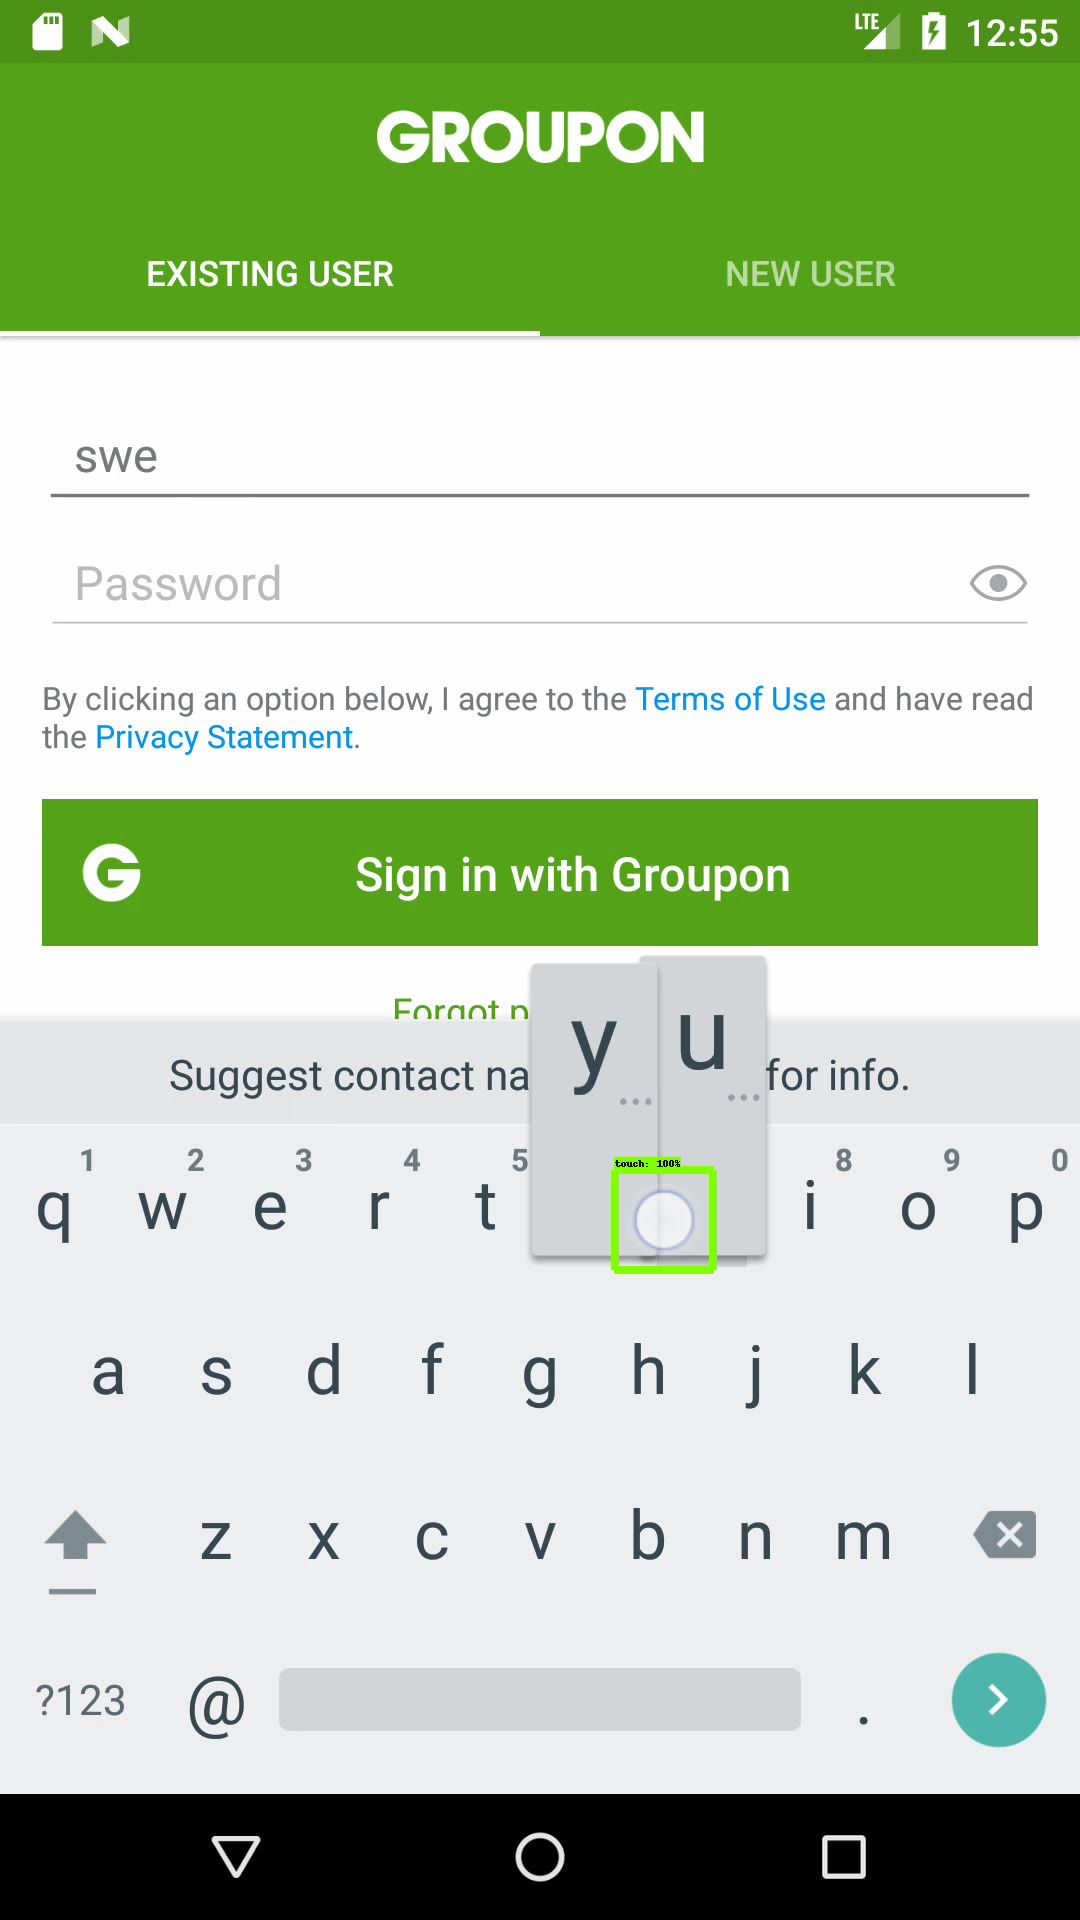 LTE 12:55
GROUPON
EXISTING USER NEW USER
swe
Password
By clicking an option below, I agree to the Terms of Use and have read
the Privacy Statement.
G Sign in with Groupon
Forgot p
Suggest contact na for info.
y ... u ...
touch: 100%
1 2 3 4 5 8 9 0
q w e r t i o p
a s d f g h j k l
z x c v b n m
?123 @ .